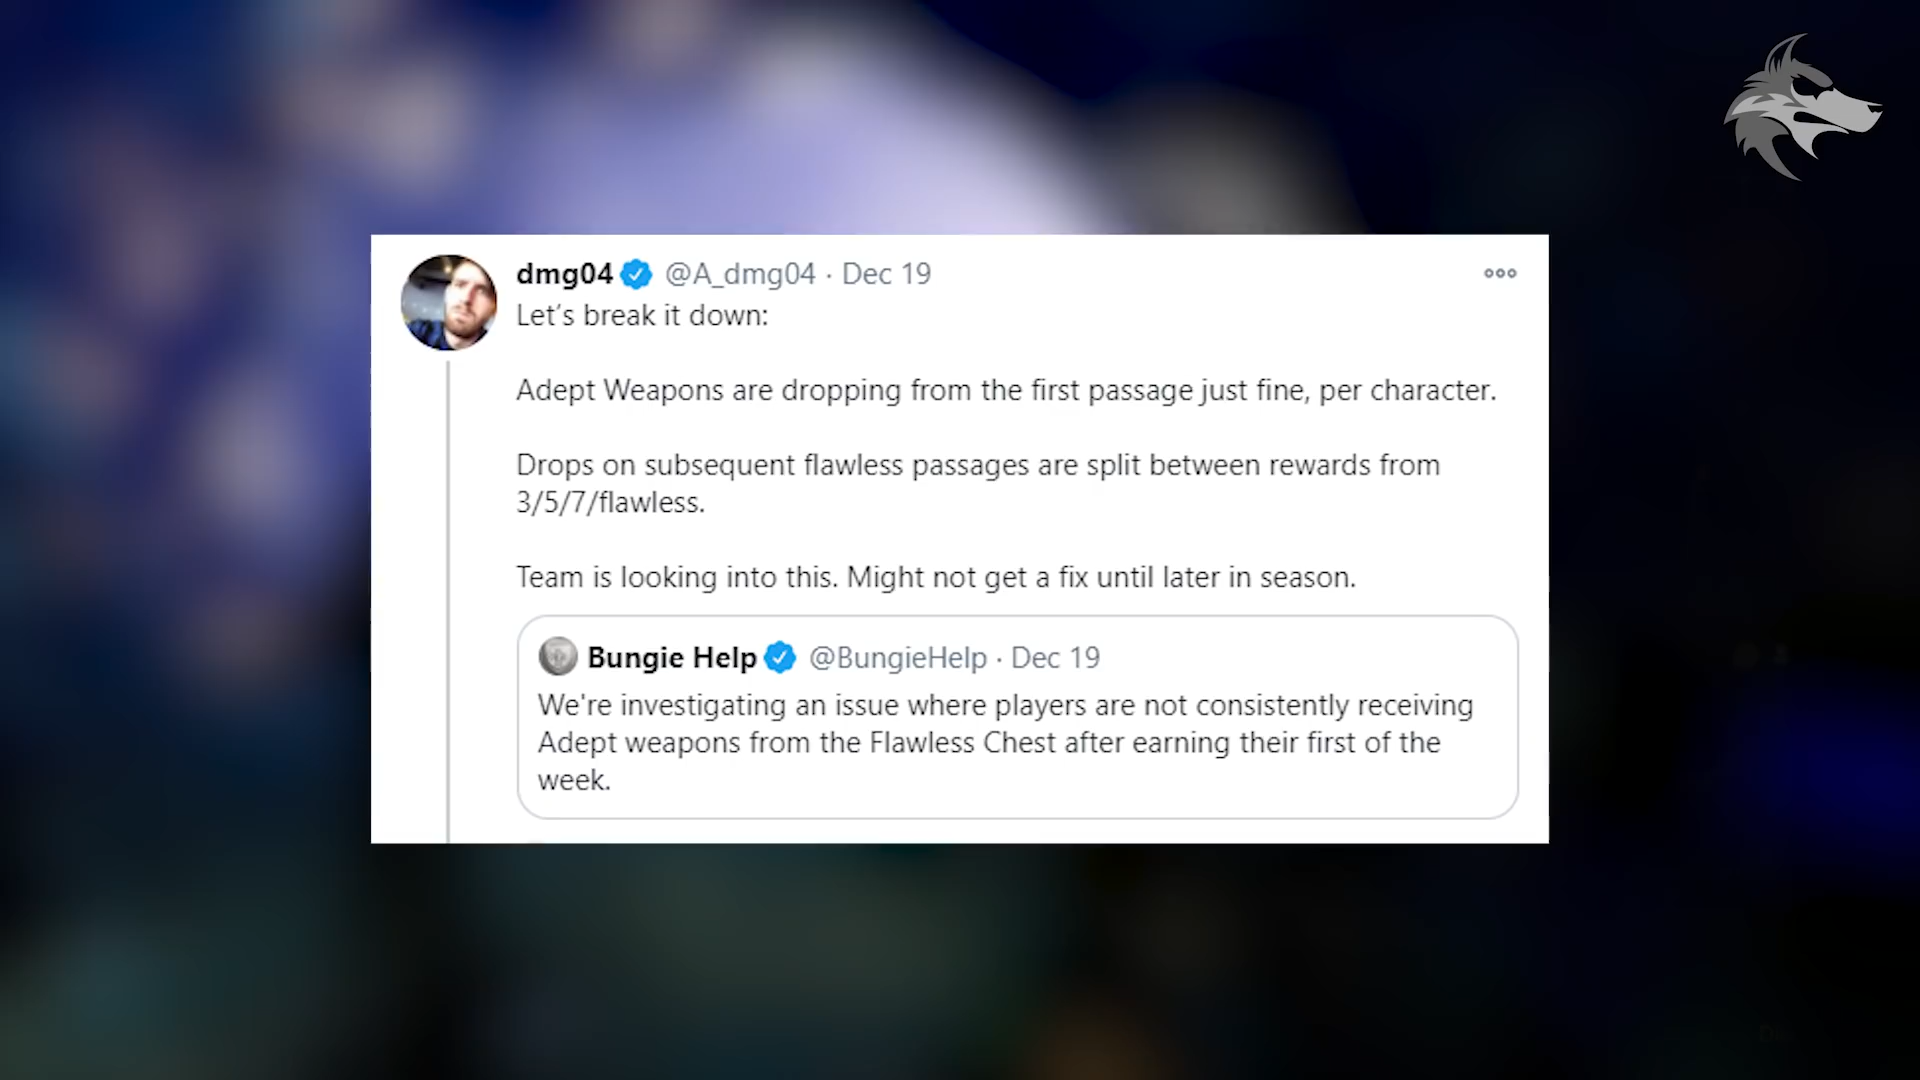 dmg04 @A_dmg04 · Dec 19
Let’s break it down:
Adept Weapons are dropping from the first passage just fine, per character.
Drops on subsequent flawless passages are split between rewards from
3/5/7/flawless.
Team is looking into this. Might not get a fix until later in season.
Bungie Help @BungieHelp · Dec 19
We're investigating an issue where players are not consistently receiving
Adept weapons from the Flawless Chest after earning their first of the
week.